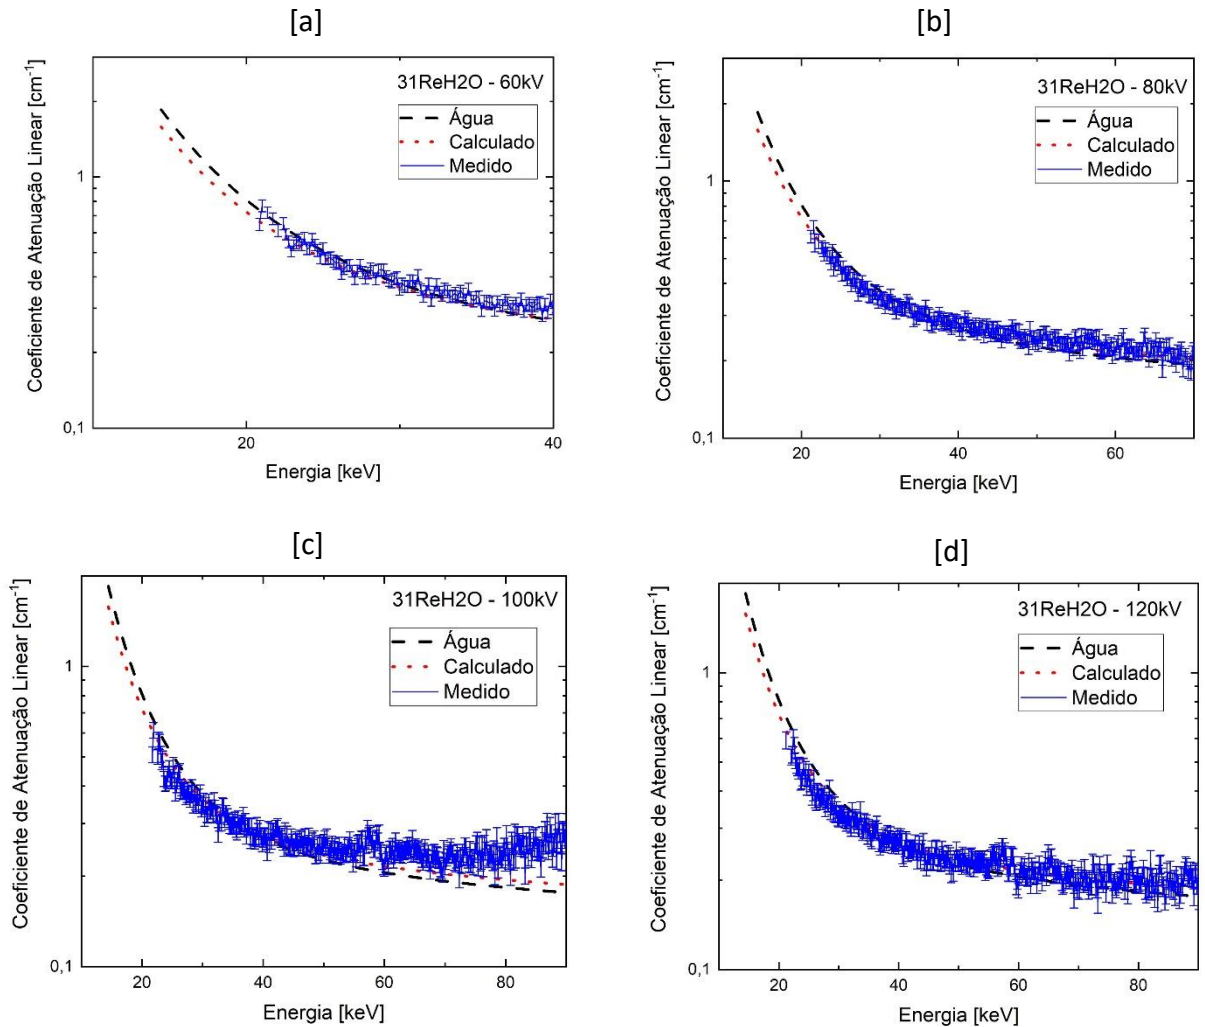 [a]
31ReH2O - 60kV
Água
Calculado
Medido
Coeficiente de Atenuação Linear [cm-1]
1
0,1
20
40
Energia [keV]
[b]
31ReH2O - 80kV
Água
Calculado
Medido
Coeficiente de Atenuação Linear [cm-1]
1
0,1
20
40
60
Energia [keV]
[c]
31ReH2O - 100kV
Água
Calculado
Medido
Coeficiente de Atenuação Linear [cm-1]
1
0,1
20
40
60
80
Energia [keV]
[d]
31ReH2O - 120kV
Água
Calculado
Medido
Coeficiente de Atenuação Linear [cm-1]
1
0,1
20
40
60
80
Energia [keV]